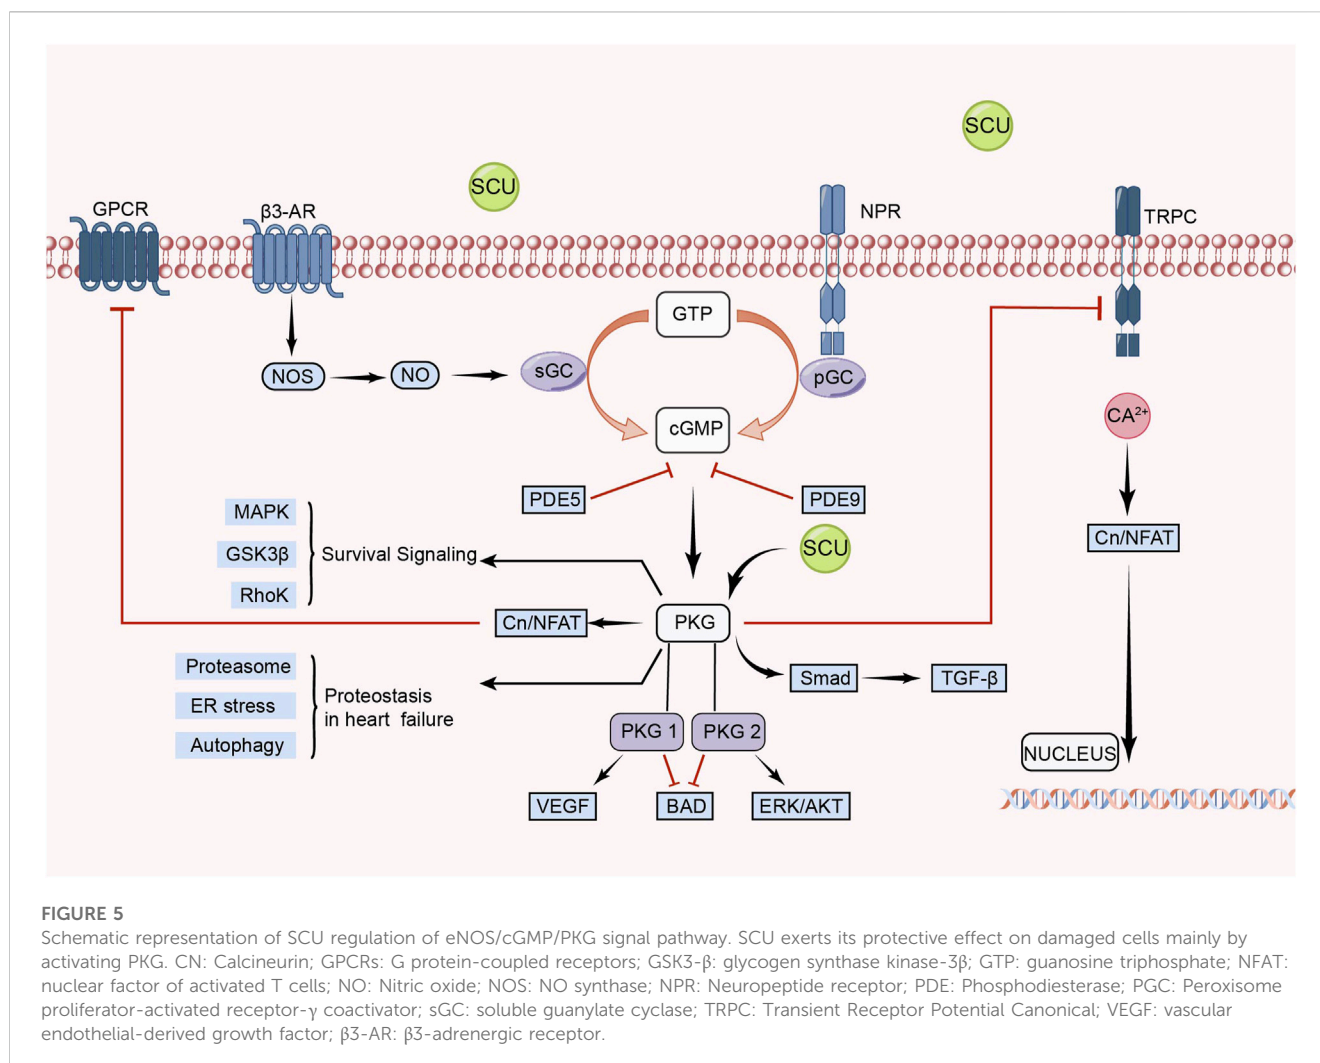 SCU
SCU
GPCR
β3-AR
NPR
TRPC
GTP
NOS
NO
sGC
pGC
cGMP
CA2+
PDE5
PDE9
MAPK
GSK3β
RhoK
Survival Signaling
SCU
Cn/NFAT
Cn/NFAT
PKG
Proteasome
ER stress
Autophagy
Proteostasis
in heart failure
Smad
TGF-β
PKG 1
PKG 2
NUCLEUS
VEGF
BAD
ERK/AKT
FIGURE 5
Schematic representation of SCU regulation of eNOS/cGMP/PKG signal pathway. SCU exerts its protective effect on damaged cells mainly by
activating PKG. CN: Calcineurin; GPCRs: G protein-coupled receptors; GSK3-β: glycogen synthase kinase-3β; GTP: guanosine triphosphate; NFAT:
nuclear factor of activated T cells; NO: Nitric oxide; NOS: NO synthase; NPR: Neuropeptide receptor; PDE: Phosphodiesterase; PGC: Peroxisome
proliferator-activated receptor-γ coactivator; sGC: soluble guanylate cyclase; TRPC: Transient Receptor Potential Canonical; VEGF: vascular
endothelial-derived growth factor; β3-AR: β3-adrenergic receptor.